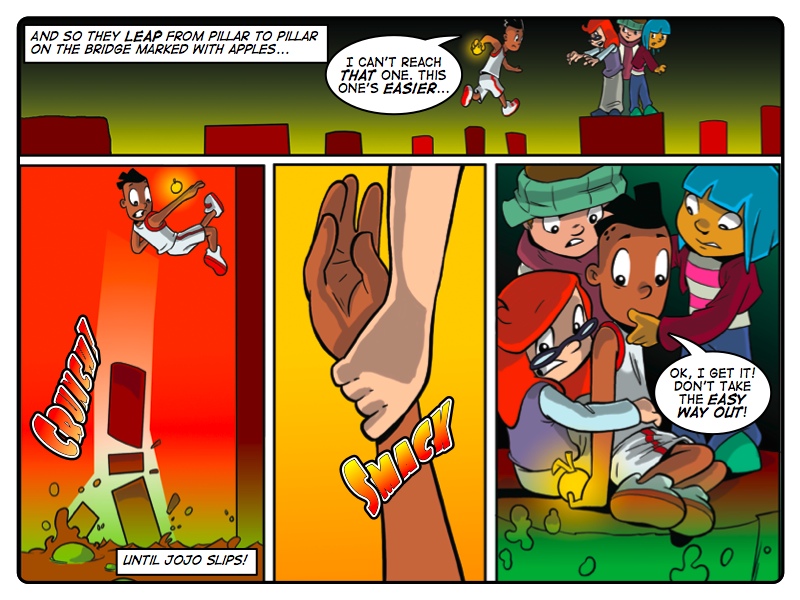 AND SO THEY LEAP FROM PILLAR TO PILLAR
ON THE BRIDGE MARKED WITH APPLES...
I CAN'T REACH
THAT ONE. THIS
ONE'S EASIER...
CRUNCH!
UNTIL JOJO SLIPS!
SMACK
OK, I GET IT!
DON'T TAKE
THE EASY
WAY OUT!